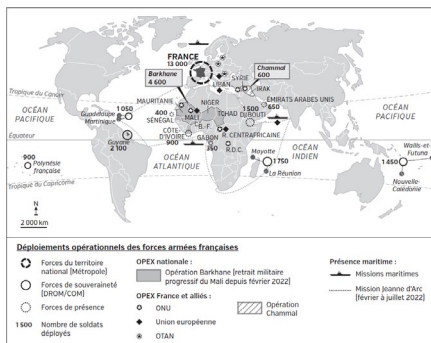 FRANCE
13 000
Barkhane
4 600
Chammal
600
SYRIE
LIBAN
IRAK
Tropique du Cancer
MAURITANIE
NIGER
ÉMIRATS ARABES UNIS
650
OCÉAN
PACIFIQUE
OCÉAN
PACIFIQUE
1 050
Guadeloupe
Martinique
400
SÉNÉGAL
MALI
TCHAD
1 500
DJIBOUTI
B.-F.
CÔTE-
D'IVOIRE
900
GABON
350
R. CENTRAFRICAINE
R.D.C.
Équateur
Guyane
2 100
OCÉAN
ATLANTIQUE
OCÉAN
INDIEN
Mayotte
1 750
La Réunion
900
Polynésie
française
Wallis-et-
Futuna
1 450
Nouvelle-
Calédonie
Tropique du Capricorne
N
2 000 km
Déploiements opérationnels des forces armées françaises
Forces du territoire
national (Métropole)
Forces de souveraineté
(DROM/COM)
Forces de présence
1 500 Nombre de soldats
déployés
OPEX nationale :
Opération Barkhane (retrait militaire
progressif du Mali depuis février 2022)
OPEX France et alliés :
ONU
Union européenne
OTAN
Opération
Chammal
Présence maritime :
Missions maritimes
Mission Jeanne d'Arc
(février à juillet 2022)